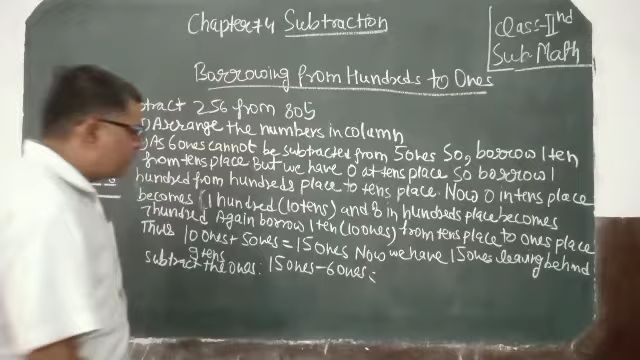 Chapter-4 Subtraction
Class-IInd
Sub-Math
Borrowing from Hundreds to Ones
tract 256 from 805
Arrange the numbers in column
As 6 ones cannot be subtracted from 5 ones So, borrow 1 ten
from tens place But we have 0 at tens place So borrow 1
hundred from hundreds place to tens place. Now 0 in tens place
becomes 1 hundred (10 tens) and 8 in hundreds place becomes
7 hundred Again borrow 1 ten (10 ones) from tens place to ones place
Thus 10 ones + 5 ones = 15 ones Now we have 15 ones leaving behind
9 tens
subtract the ones: 15 ones - 6 ones =